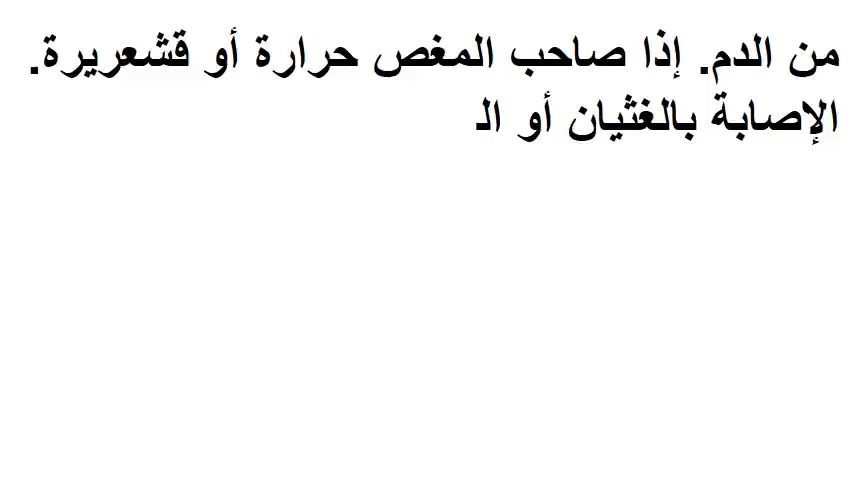 من الدم. إذا صاحب المغص حرارة أو قشعريرة.
الإصابة بالغثيان أو الـ